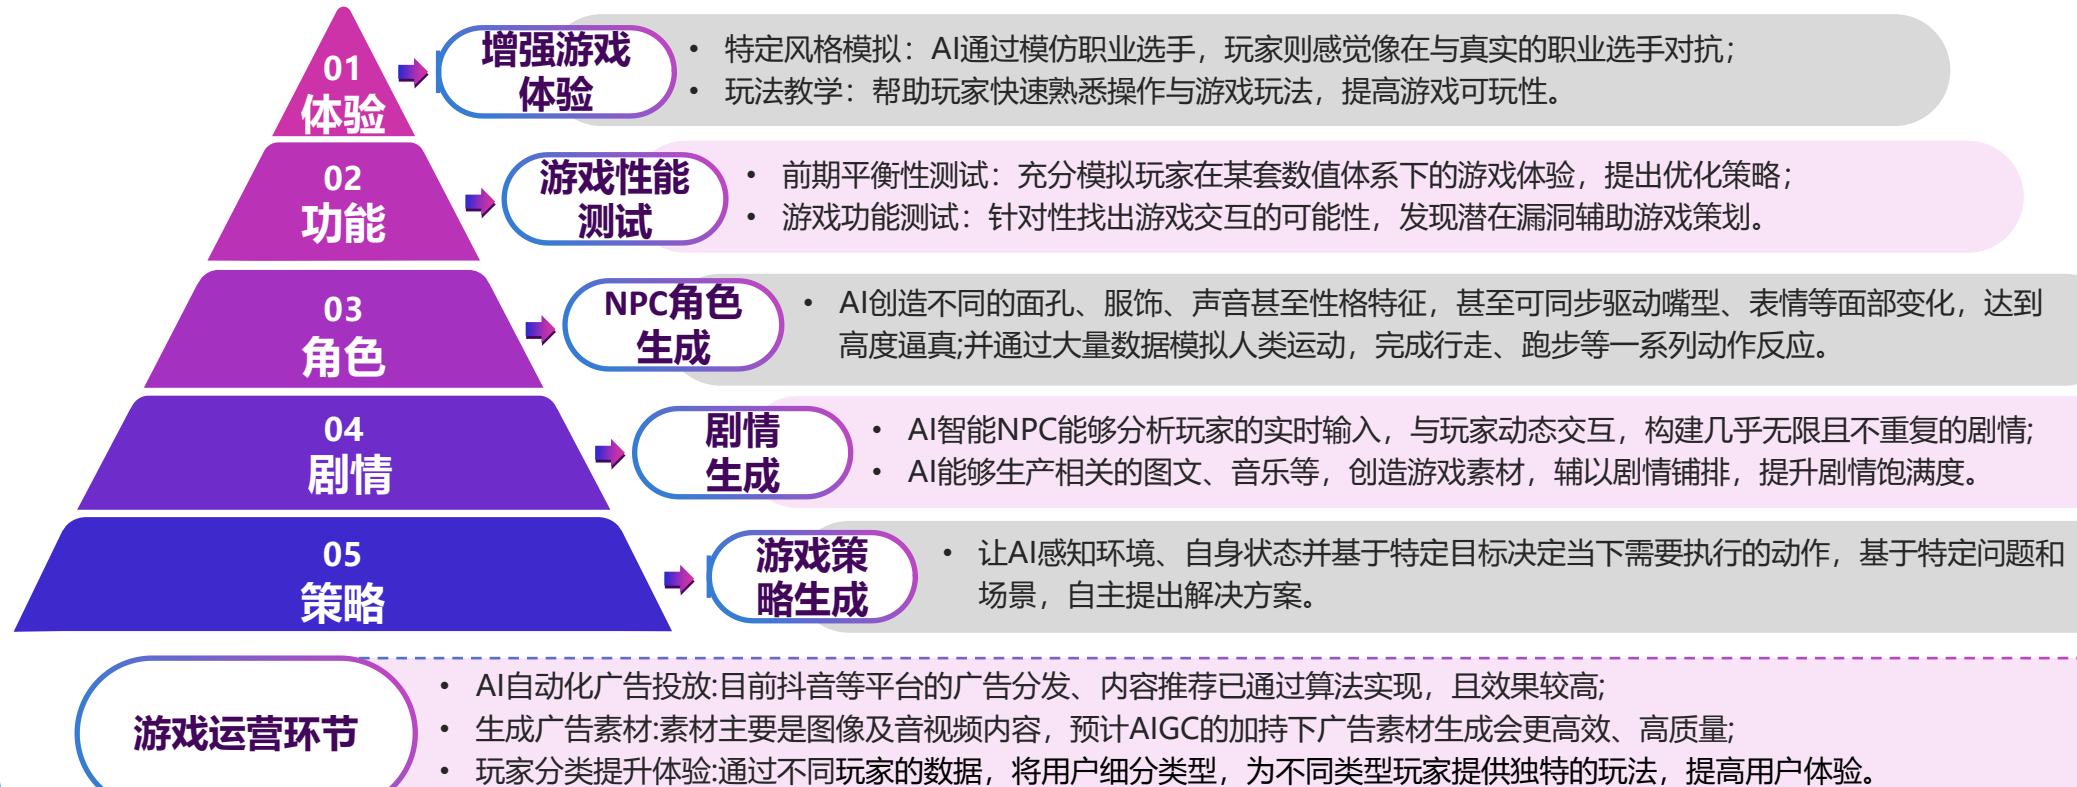 01
体验
增强游戏
体验
• 特定风格模拟：AI通过模仿职业选手，玩家则感觉像在与真实的职业选手对抗；
• 玩法教学：帮助玩家快速熟悉操作与游戏玩法，提高游戏可玩性。
02
功能
游戏性能
测试
• 前期平衡性测试：充分模拟玩家在某套数值体系下的游戏体验，提出优化策略；
• 游戏功能测试：针对性找出游戏交互的可能性，发现潜在漏洞辅助游戏策划。
03
角色
NPC角色
生成
• AI创造不同的面孔、服饰、声音甚至性格特征，甚至可同步驱动嘴型、表情等面部变化，达到
高度逼真;并通过大量数据模拟人类运动，完成行走、跑步等一系列动作反应。
04
剧情
剧情
生成
• AI智能NPC能够分析玩家的实时输入，与玩家动态交互，构建几乎无限且不重复的剧情;
• AI能够生产相关的图文、音乐等，创造游戏素材，辅以剧情铺排，提升剧情饱满度。
05
策略
游戏策
略生成
• 让AI感知环境、自身状态并基于特定目标决定当下需要执行的动作，基于特定问题和
场景，自主提出解决方案。
游戏运营环节
• AI自动化广告投放:目前抖音等平台的广告分发、内容推荐已通过算法实现，且效果较高;
• 生成广告素材:素材主要是图像及音视频内容，预计AIGC的加持下广告素材生成会更高效、高质量;
• 玩家分类提升体验:通过不同玩家的数据，将用户细分类型，为不同类型玩家提供独特的玩法，提高用户体验。